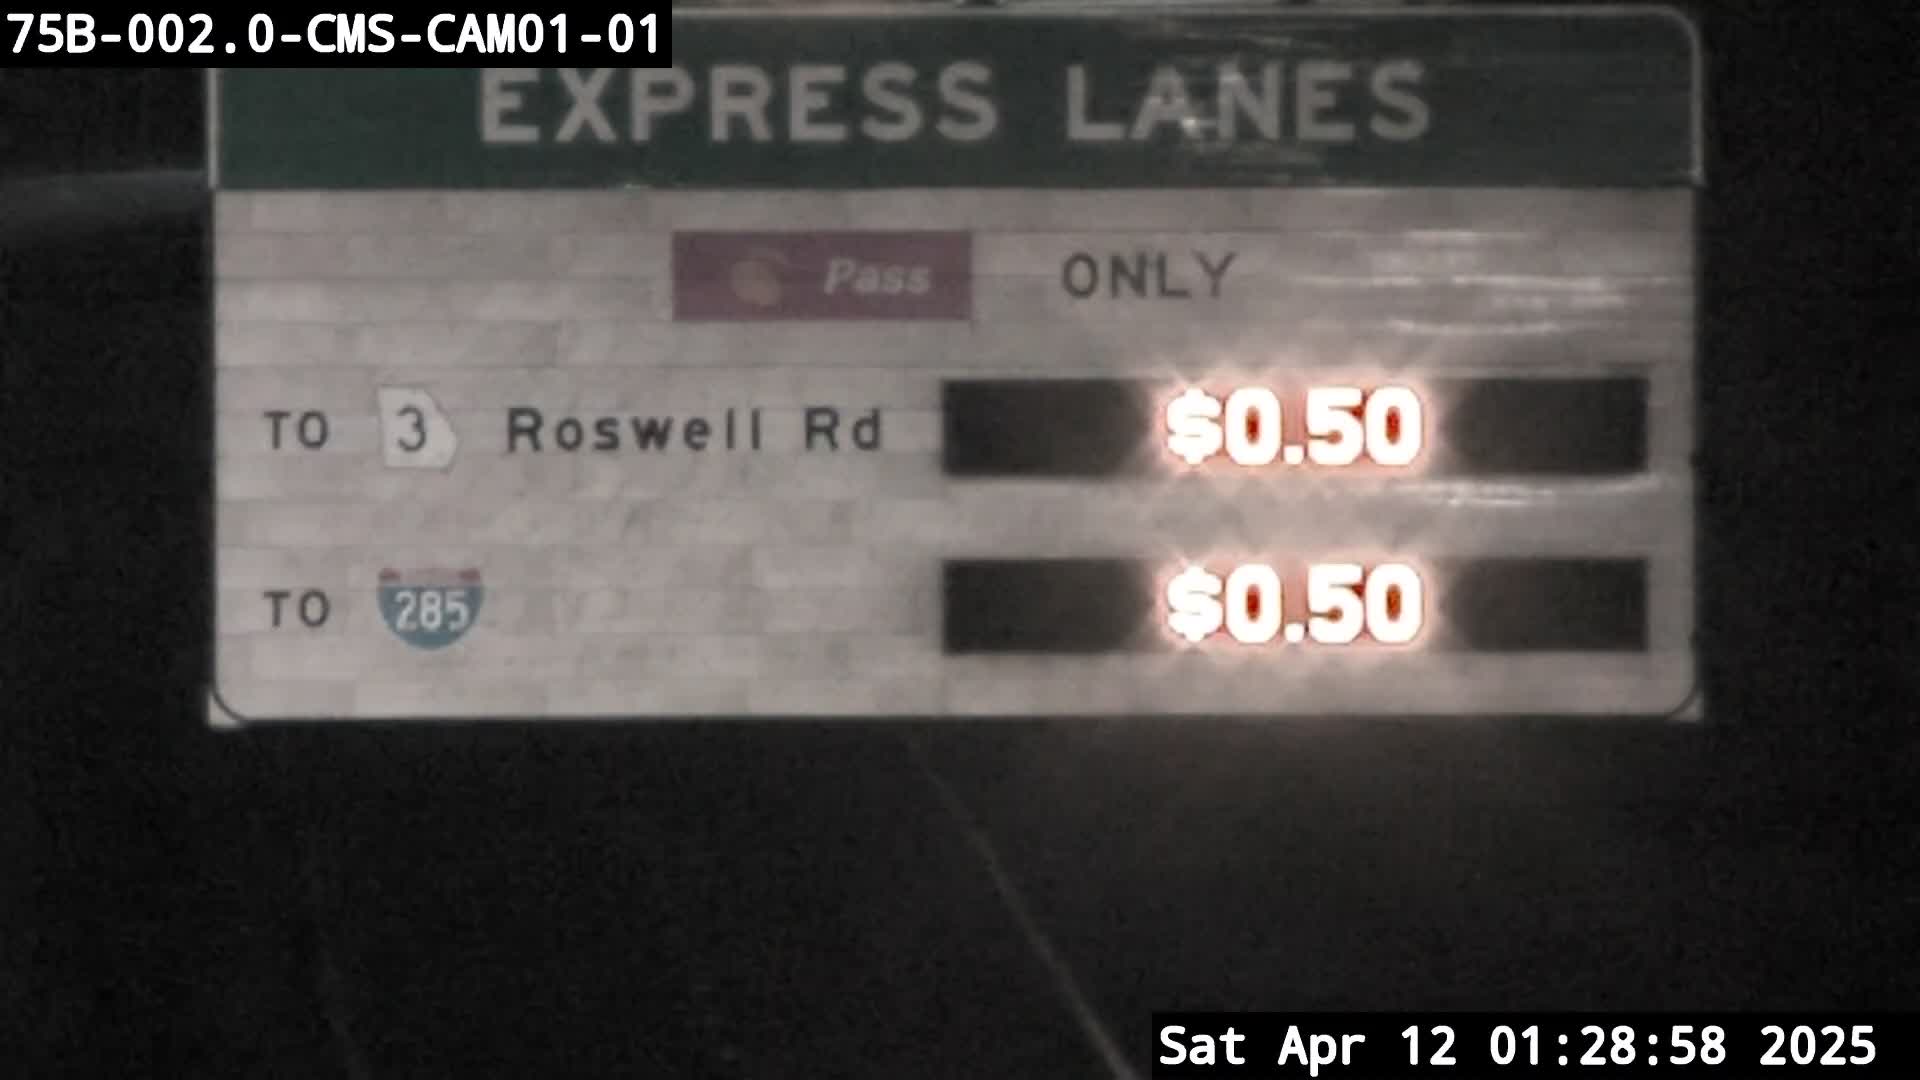 75B-002.0-CMS-CAM01-01
EXPRESS LANES
Pass ONLY
TO 3 Roswell Rd $0.50
TO 285 $0.50
Sat Apr 12 01:28:58 2025